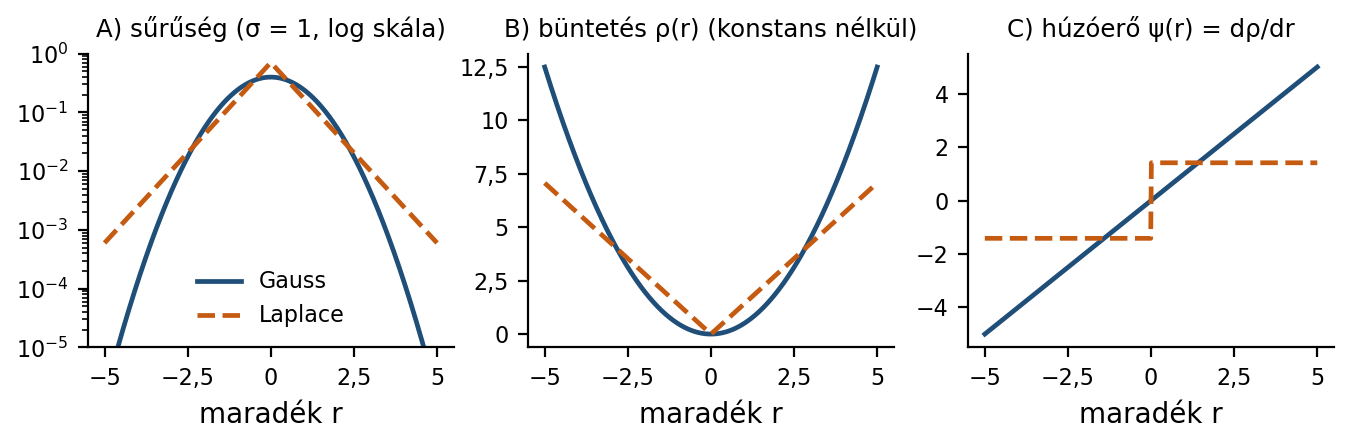 A) sűrűség (σ = 1, log skála)
10⁰
10⁻¹
10⁻²
10⁻³
10⁻⁴
10⁻⁵
Gauss
Laplace
−5 −2,5 0 2,5 5
maradék r
B) büntetés ρ(r) (konstans nélkül)
12,5
10
7,5
5
2,5
0
−5 −2,5 0 2,5 5
maradék r
C) húzóerő ψ(r) = dρ/dr
4
2
0
−2
−4
−5 −2,5 0 2,5 5
maradék r